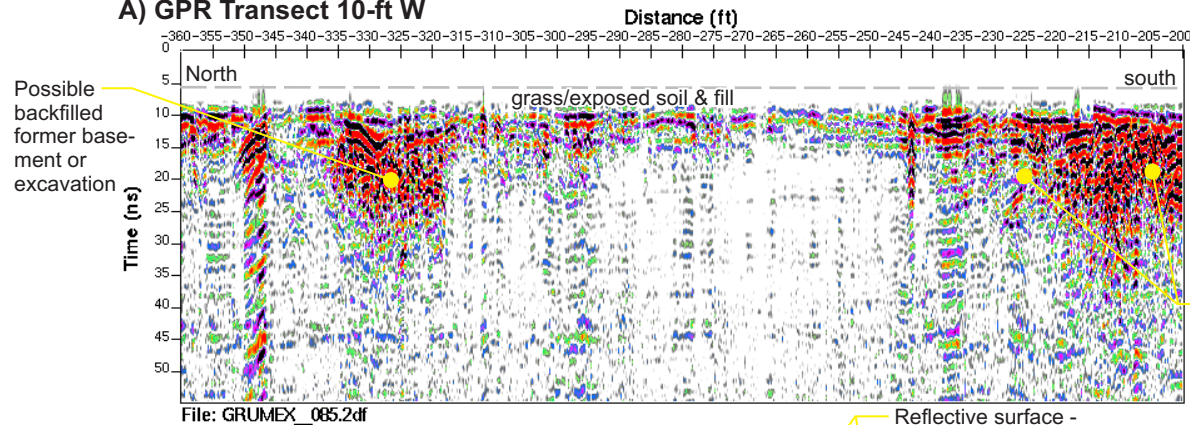 A) GPR Transect 10-ft W
Distance (ft)
-360-355-350-345-340-335-330-325-320-315-310-305-300-295-290-285-280-275-270-265-260-255-250-245-240-235-230-225-220-215-210-205-200
0
North
south
5
grass/exposed soil & fill
Possible
backfilled
former base-
ment or
excavation
10
15
20
25
30
35
40
45
50
Time (ns)
File: GRUMEX__085.2df
Reflective surface -